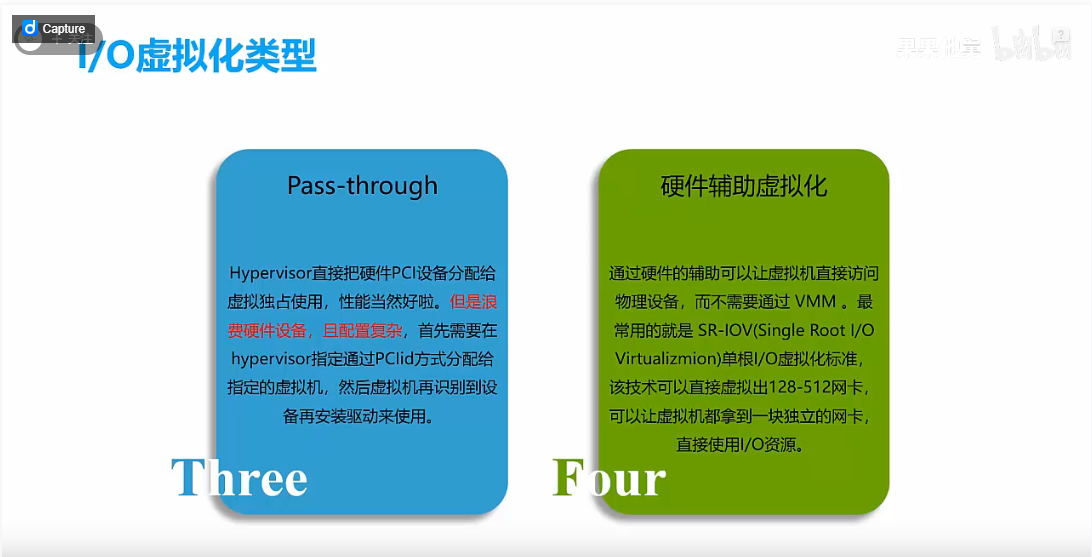 Capture
+ 关注
I/O虚拟化类型
bilibili
Pass-through
Hypervisor直接把硬件PCI设备分配给
虚拟独占使用，性能当然好啦。但是浪
费硬件设备，且配置复杂，首先需要在
hypervisor指定通过PCIid方式分配给
指定的虚拟机，然后虚拟机再识别到设
备再安装驱动来使用。
Three
硬件辅助虚拟化
通过硬件的辅助可以让虚拟机直接访问
物理设备，而不需要通过 VMM 。最
常用的就是 SR-IOV(Single Root I/O
Virtualizmion)单根I/O虚拟化标准，
该技术可以直接虚拟出128-512网卡，
可以让虚拟机都拿到一块独立的网卡，
直接使用I/O资源。
Four